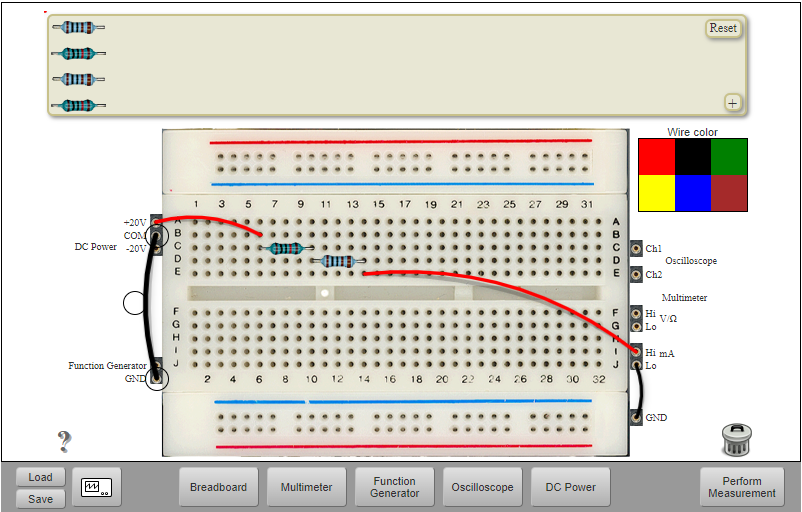 Reset
+
Wire color
1 3 5 7 9 11 13 15 17 19 21 23 25 27 29 31
+20V A A
COM B B
DC Power -20V C C Ch1
D D Oscilloscope
E E Ch2
Multimeter
F F Hi V/Ω
G G Lo
H H
I I Hi mA
Function Generator J J Lo
GND 2 4 6 8 10 12 14 16 18 20 22 24 26 28 30 32
GND
?
Load
Save
Breadboard
Multimeter
Function
Generator
Oscilloscope
DC Power
Perform
Measurement